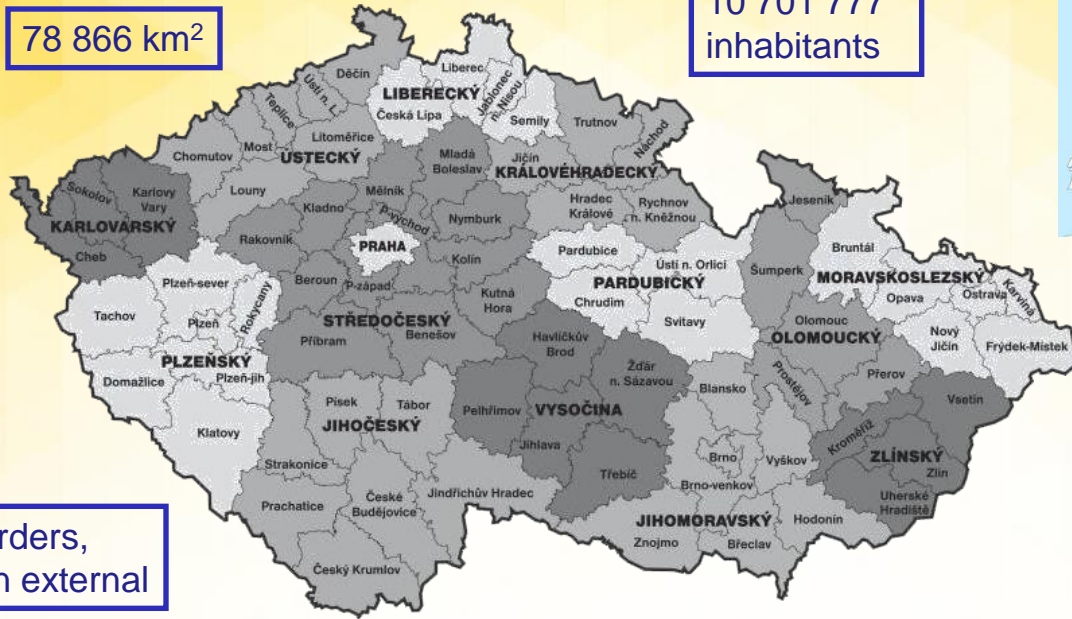 78 866 km²
10 701 777
inhabitants
Děčín
Liberec
LIBERECKÝ
Jablonec
n. Nisou
Ústí n. L.
Teplice
Česká Lípa
Semily
Trutnov
Náchod
Most
Litoměřice
Chomutov
ÚSTECKÝ
Mladá
Boleslav
Jičín
KRÁLOVÉHRADECKÝ
Louny
Mělník
Sokolov
Karlovy
Vary
KARLOVARSKÝ
Cheb
Kladno
P-východ
Nymburk
Hradec
Králové
Rychnov
n. Kněžnou
Jeseník
Rakovník
PRAHA
Kolín
Pardubice
Ústí n. Orlicí
Bruntál
Šumperk
MORAVSKOSLEZSKÝ
Karviná
Plzeň-sever
Rokycany
Beroun
P-západ
Kutná
Hora
PARDUBICKÝ
Chrudim
Svitavy
Opava
Ostrava
Tachov
Plzeň
STŘEDOČESKÝ
Příbram
Benešov
Havlíčkův
Brod
Olomouc
OLOMOUCKÝ
Nový
Jičín
Frýdek-Místek
PLZEŇSKÝ
Domažlice
Plzeň-jih
Žďár
n. Sázavou
Blansko
Prostějov
Přerov
Vsetín
Klatovy
Písek
Tábor
JIHOČESKÝ
Pelhřimov
VYSOČINA
Jihlava
Kroměříž
ZLÍNSKÝ
Zlín
Strakonice
Třebíč
Brno
Vyškov
Brno-venkov
Uherské
Hradiště
Prachatice
České
Budějovice
Jindřichův Hradec
JIHOMORAVSKÝ
Hodonín
Znojmo
Břeclav
Český Krumlov
rders,
n external